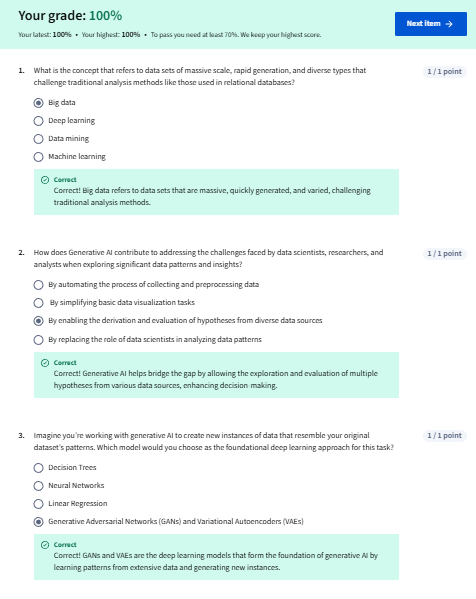 Your grade: 100%
Your latest: 100% • Your highest: 100% • To pass you need at least 70%. We keep your highest score.
Next item →
1. What is the concept that refers to data sets of massive scale, rapid generation, and diverse types that
challenge traditional analysis methods like those used in relational databases?
1 / 1 point
Big data
Deep learning
Data mining
Machine learning
Correct
Correct! Big data refers to data sets that are massive, quickly generated, and varied, challenging
traditional analysis methods.
2. How does Generative AI contribute to addressing the challenges faced by data scientists, researchers, and
analysts when exploring significant data patterns and insights?
1 / 1 point
By automating the process of collecting and preprocessing data
By simplifying basic data visualization tasks
By enabling the derivation and evaluation of hypotheses from diverse data sources
By replacing the role of data scientists in analyzing data patterns
Correct
Correct! Generative AI helps bridge the gap by allowing the exploration and evaluation of multiple
hypotheses from various data sources, enhancing decision-making.
3. Imagine you're working with generative AI to create new instances of data that resemble your original
dataset's patterns. Which model would you choose as the foundational deep learning approach for this task?
1 / 1 point
Decision Trees
Neural Networks
Linear Regression
Generative Adversarial Networks (GANs) and Variational Autoencoders (VAEs)
Correct
Correct! GANs and VAEs are the deep learning models that form the foundation of generative AI by
learning patterns from extensive data and generating new instances.